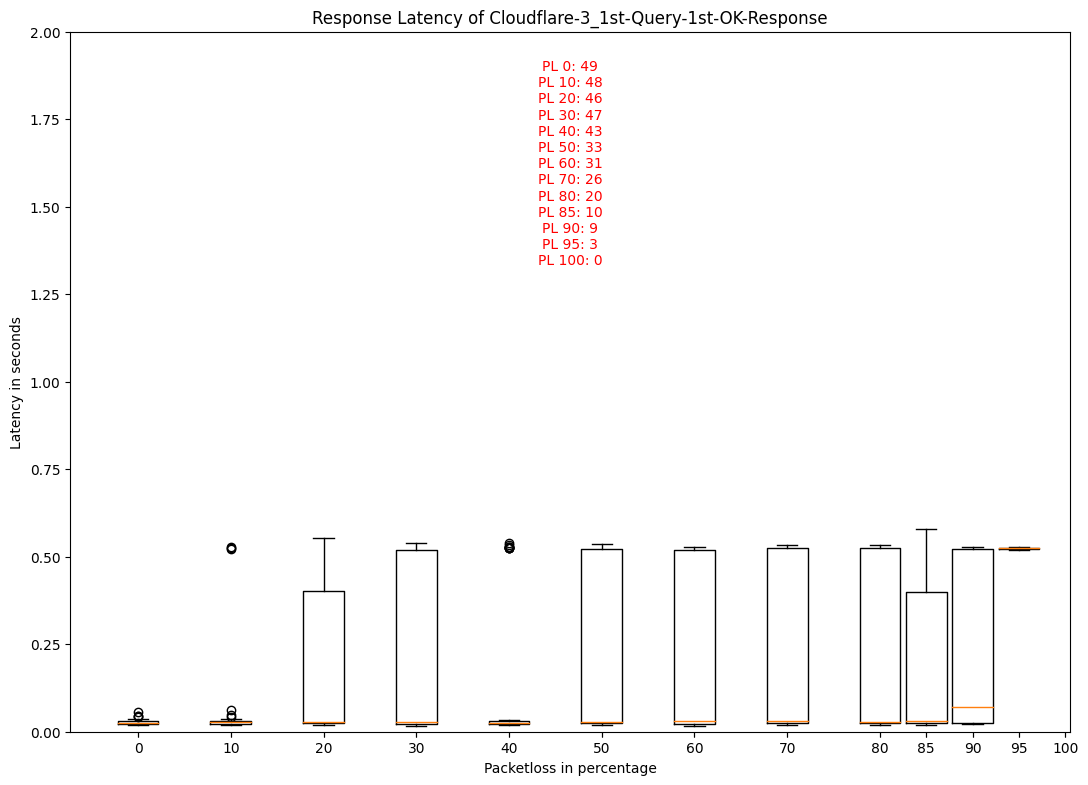 Response Latency of Cloudflare-3_1st-Query-1st-OK-Response
2.00
1.75
1.50
1.25
1.00
0.75
0.50
0.25
0.00
Latency in seconds
PL 0: 49
PL 10: 48
PL 20: 46
PL 30: 47
PL 40: 43
PL 50: 33
PL 60: 31
PL 70: 26
PL 80: 20
PL 85: 10
PL 90: 9
PL 95: 3
PL 100: 0
0 10 20 30 40 50 60 70 80 85 90 95 100
Packetloss in percentage